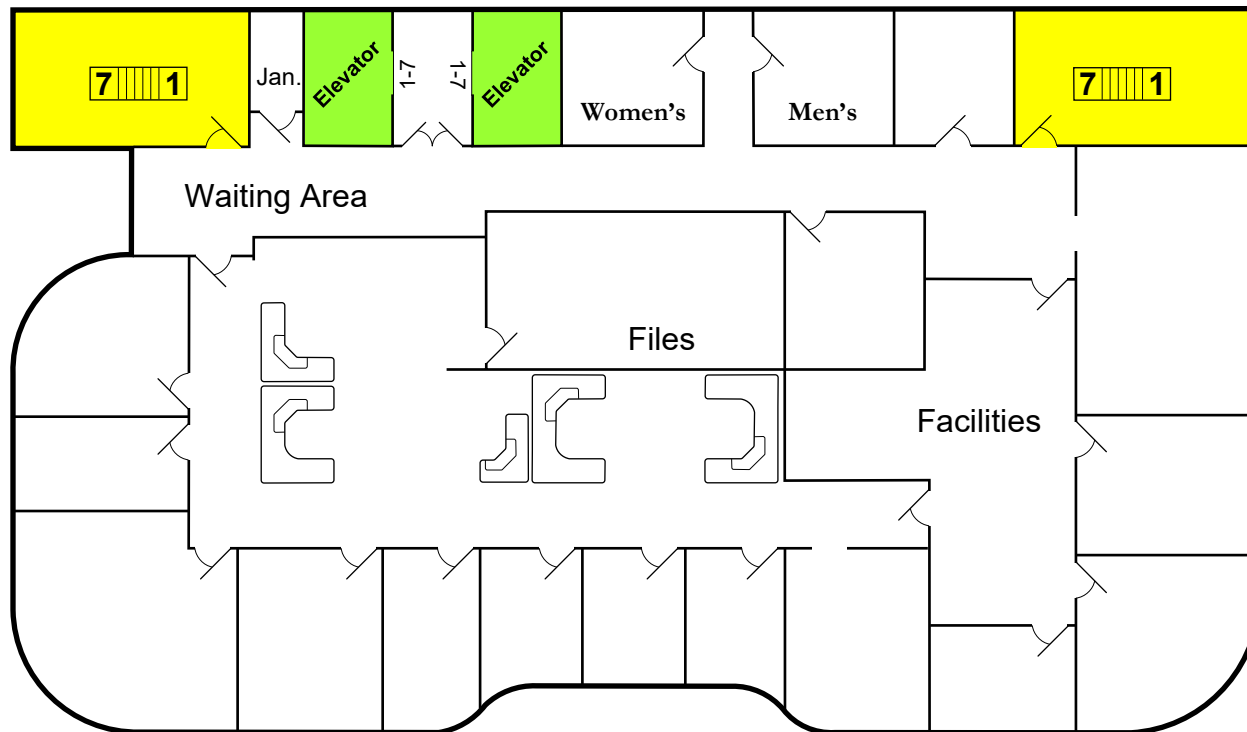 7 1
Jan.
Elevator
1-7
1-7
Elevator
Women's
Men's
7 1
Waiting Area
Files
Facilities